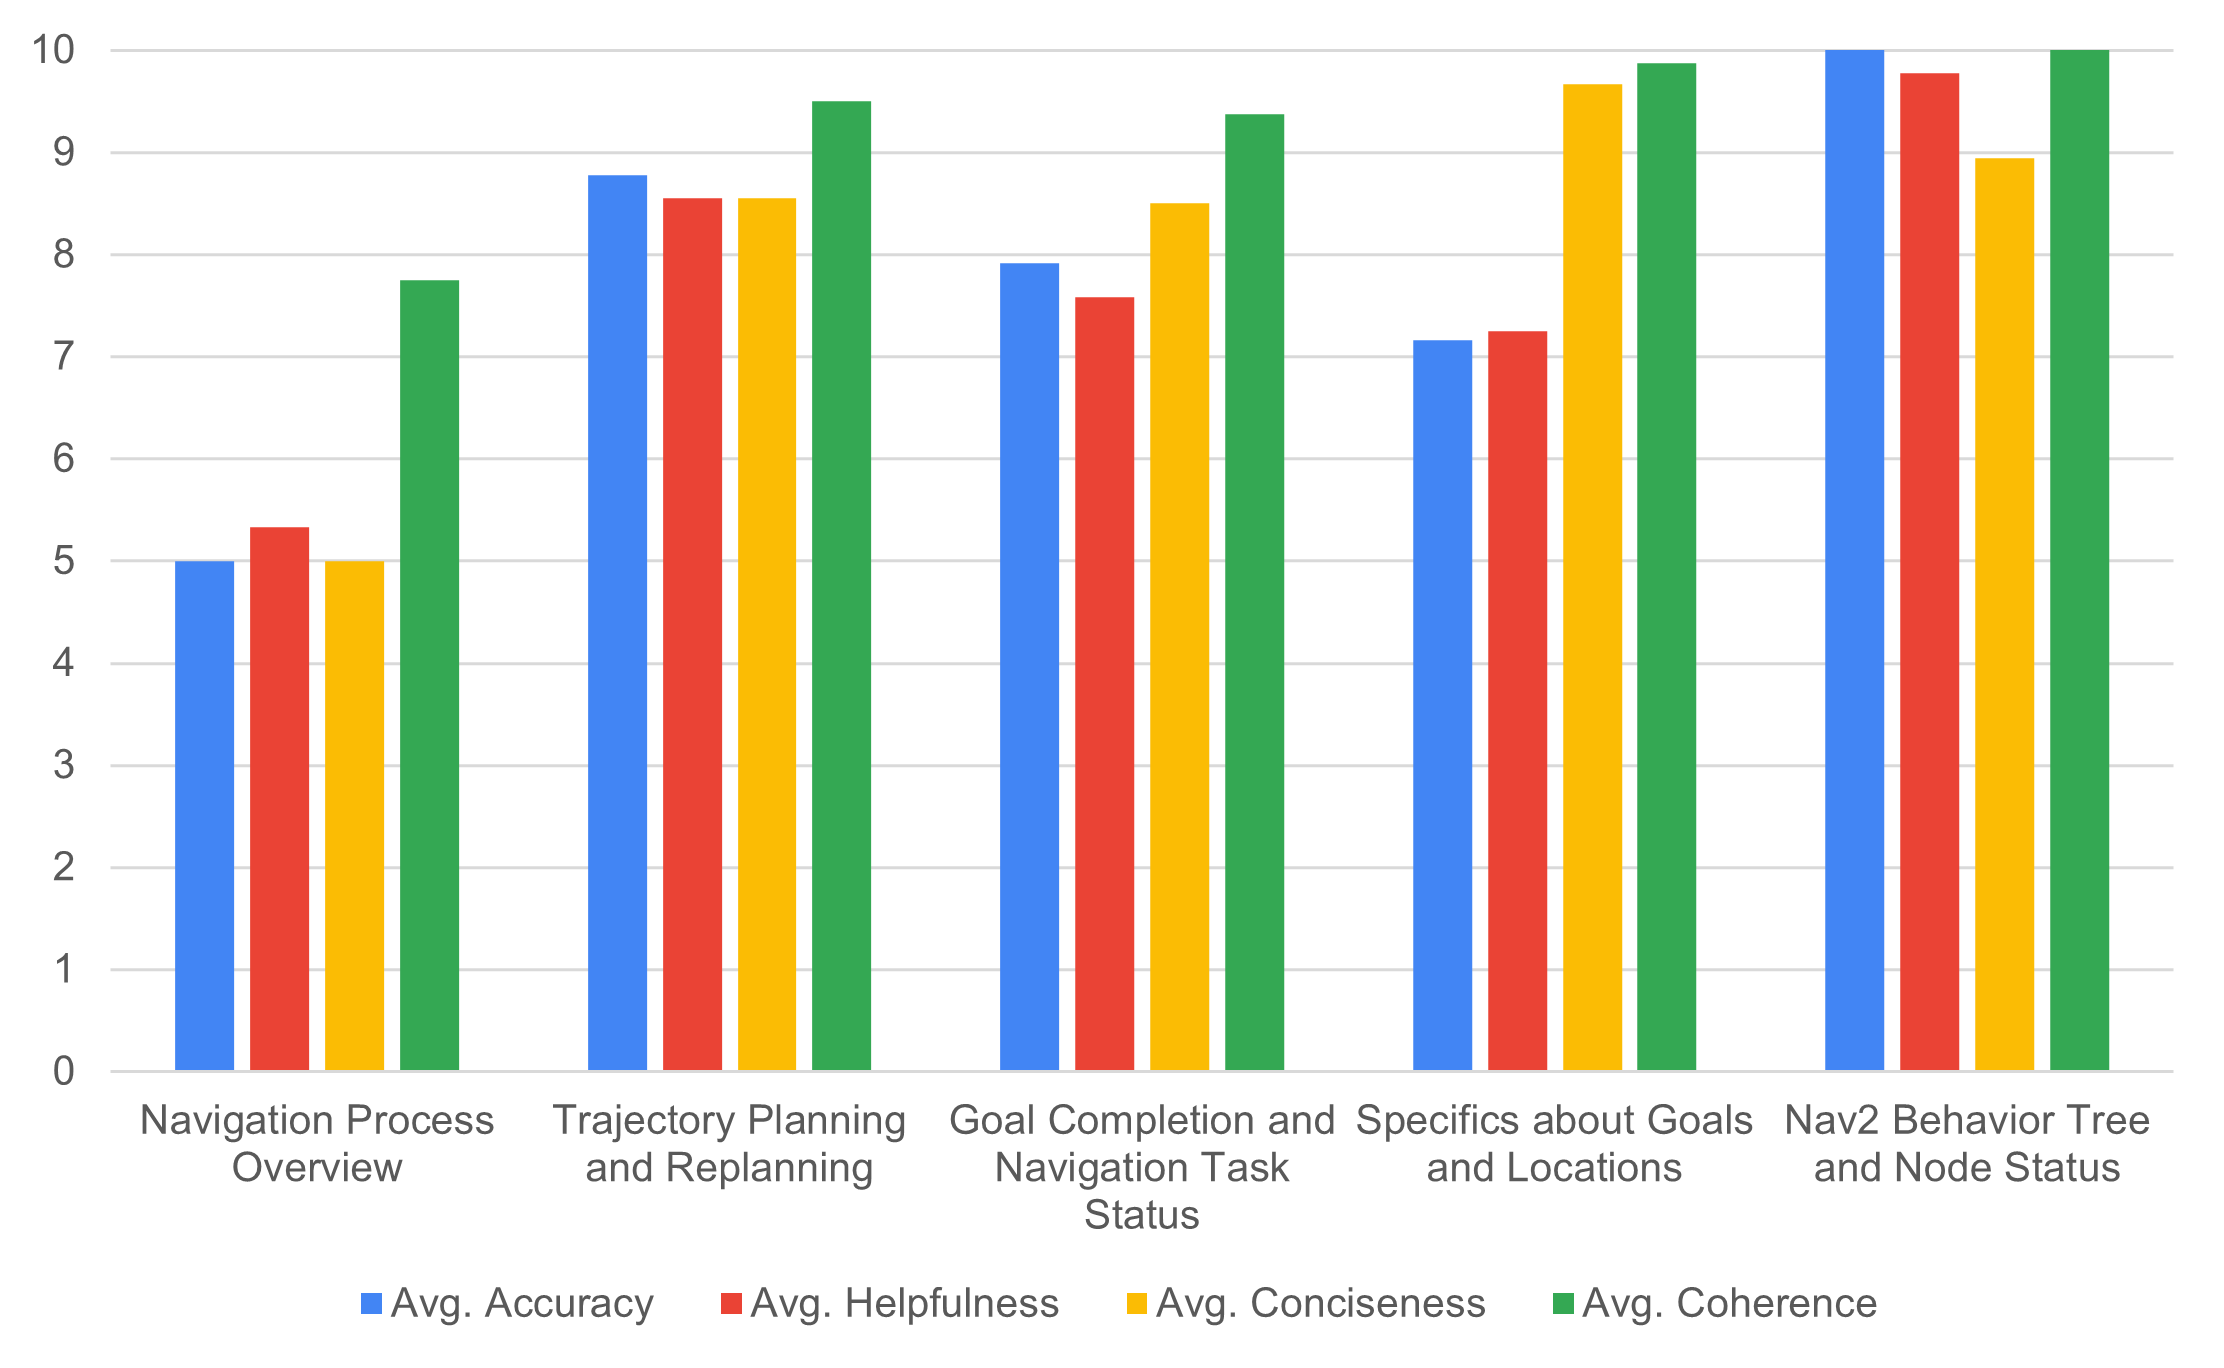 10
9
8
7
6
5
4
3
2
1
0
Navigation Process
Overview
Trajectory Planning
and Replanning
Goal Completion and
Navigation Task
Status
Specifics about Goals
and Locations
Nav2 Behavior Tree
and Node Status
Avg. Accuracy
Avg. Helpfulness
Avg. Conciseness
Avg. Coherence